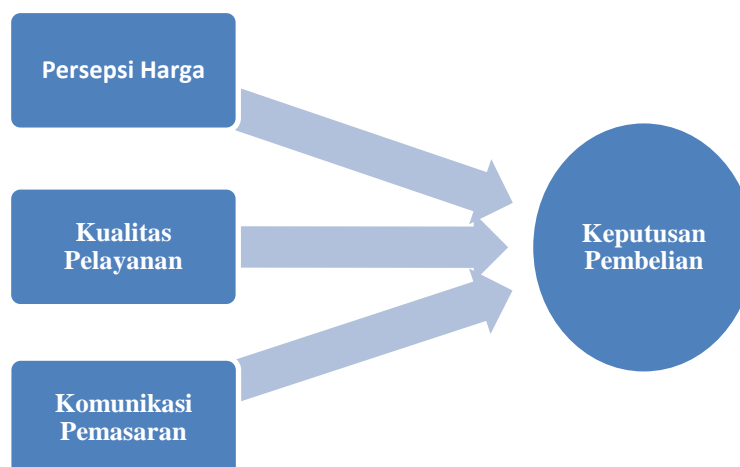 Persepsi Harga
Kualitas
Pelayanan
Komunikasi
Pemasaran
Keputusan
Pembelian